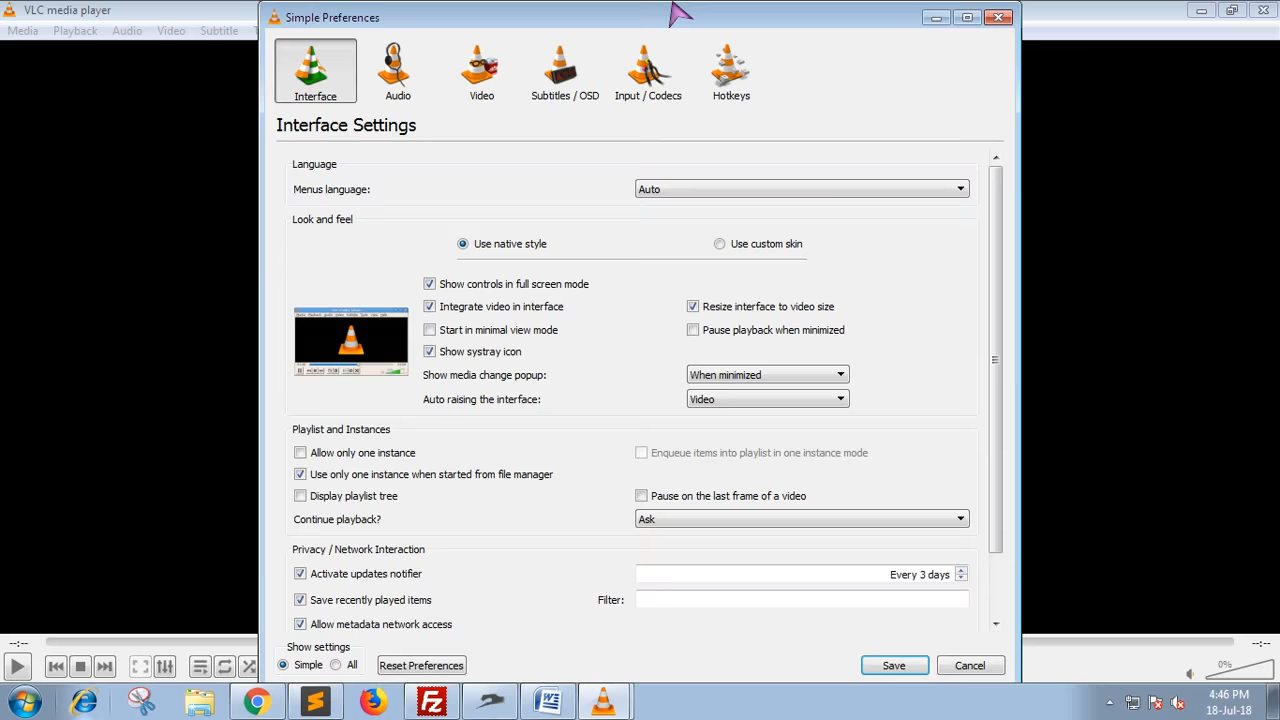 VLC media player
Simple Preferences
Media Playback Audio Video Subtitle
Interface Audio Video Subtitles / OSD Input / Codecs Hotkeys
Interface Settings
Language
Menus language: Auto
Look and feel
Use native style Use custom skin
Show controls in full screen mode
Integrate video in interface Resize interface to video size
Start in minimal view mode Pause playback when minimized
Show systray icon
Show media change popup: When minimized
Auto raising the interface: Video
Playlist and Instances
Allow only one instance Enqueue items into playlist in one instance mode
Use only one instance when started from file manager
Display playlist tree Pause on the last frame of a video
Continue playback? Ask
Privacy / Network Interaction
Activate updates notifier Every 3 days
Save recently played items Filter:
Allow metadata network access
--:-- --:--
Show settings
Simple All Reset Preferences Save Cancel
0%
4:46 PM
18-Jul-18